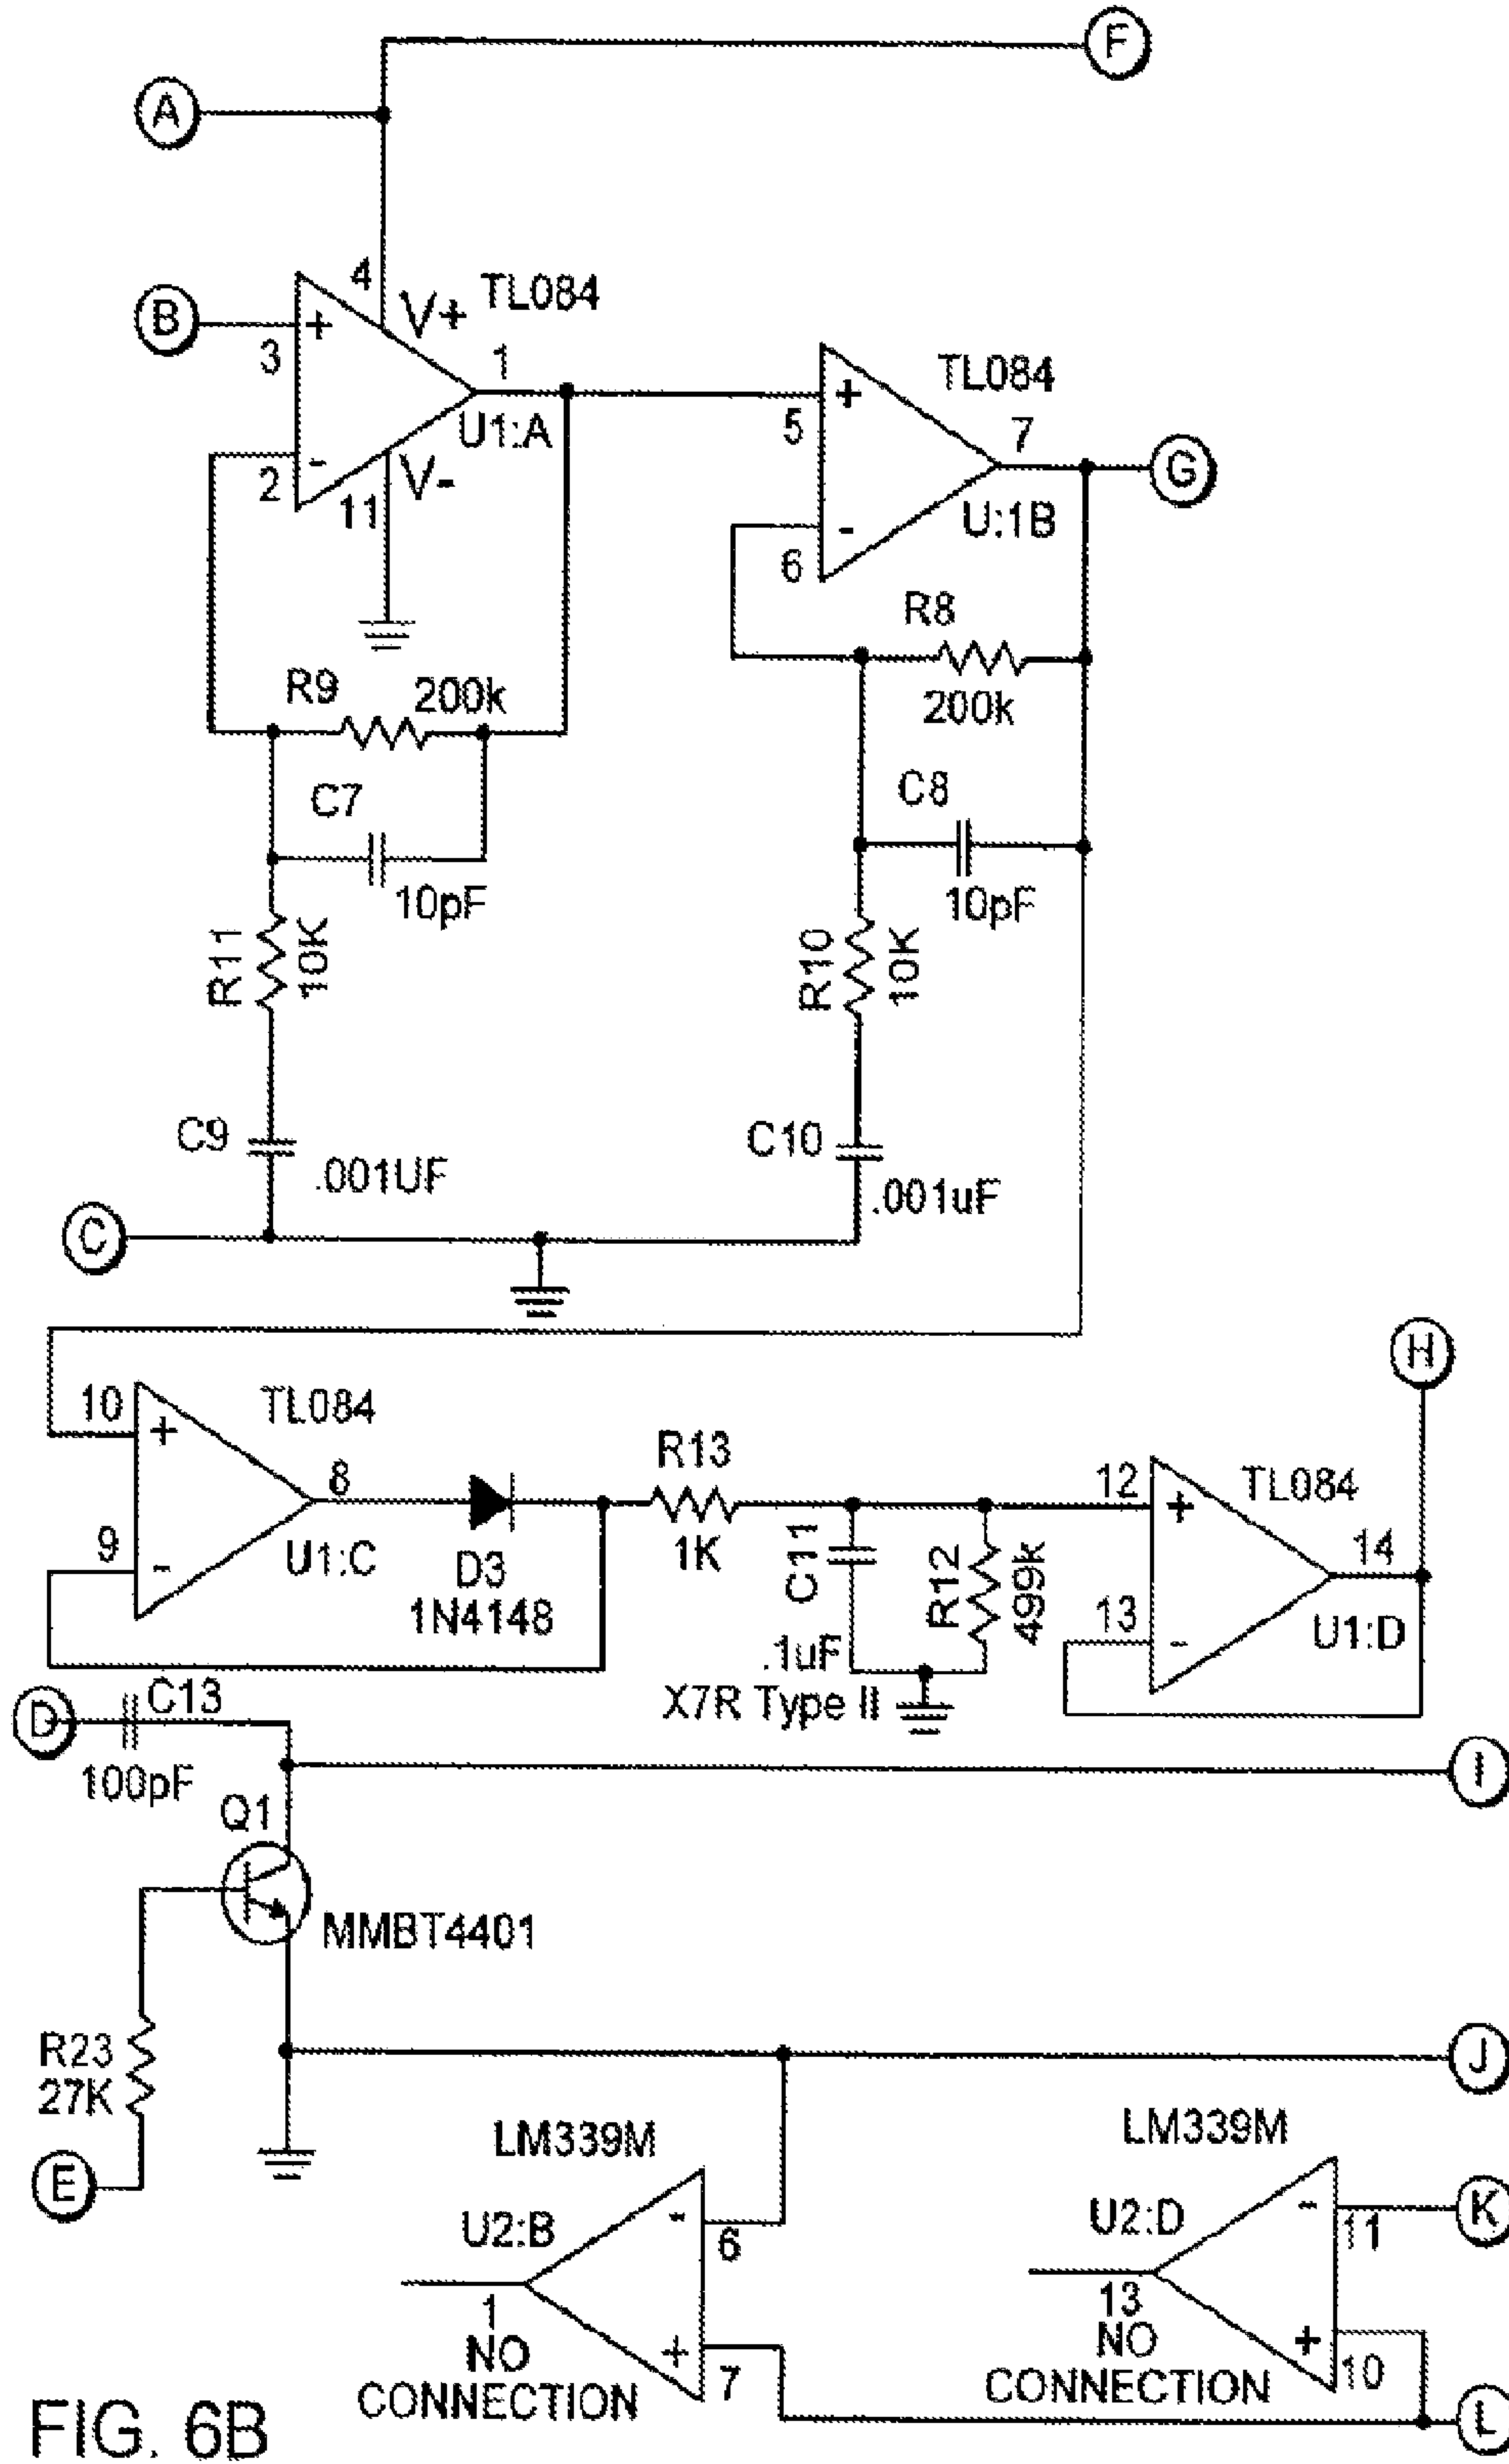 F
A
4
V+
TL084
B
+
3
1
TL084
+
5
U1:A
7
-
2
V-
G
11
-
U:1B
6
R8
R9
200k
200k
C7
C8
10pF
10pF
R11
10K
R10
10K
C9
.001UF
C10
.001uF
C
H
10
TL084
+
R13
8
12
TL084
+
9
-
U1:C
D3
1K
C11
R12
499k
14
1N4148
13
-
U1:D
.1uF
X7R Type II
D
C13
100pF
I
Q1
MMBT4401
R23
27K
J
LM339M
LM339M
E
U2:B
-
6
U2:D
-
11
K
1
NO
CONNECTION
+
7
13
NO
CONNECTION
+
10
L
FIG. 6B